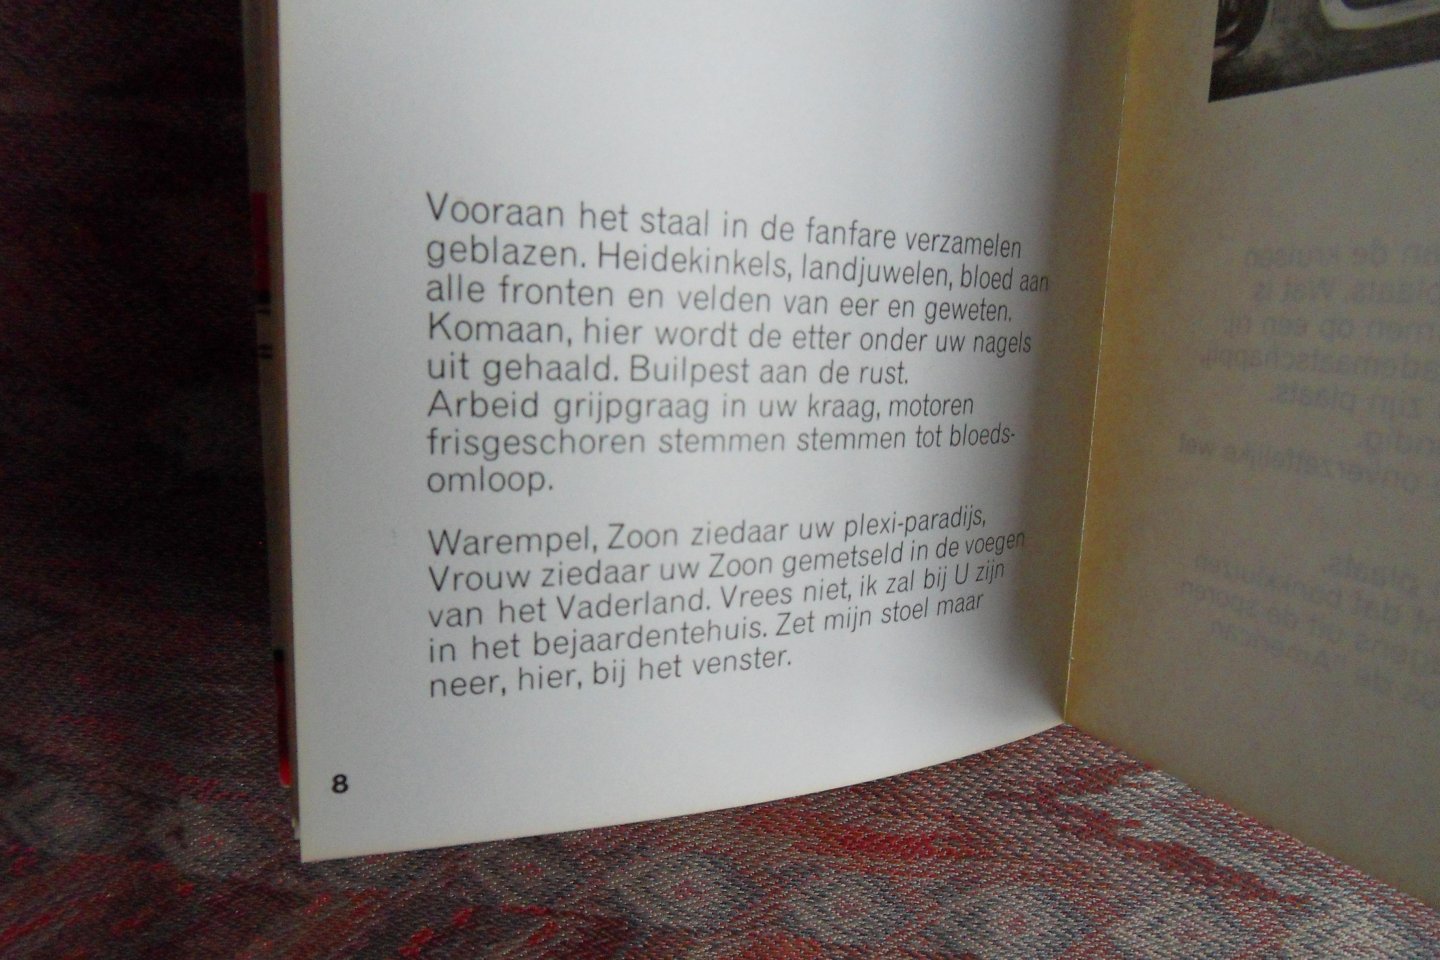 Vooraan het staal in de fanfare verzamelen
geblazen. Heidekinkels, landjuwelen, bloed aan
alle fronten en velden van eer en geweten.
Komaan, hier wordt de etter onder uw nagels
uit gehaald. Builpest aan de rust.
Arbeid grijpgraag in uw kraag, motoren
frisgeschoren stemmen stemmen tot bloeds-
omloop.
Warempel, Zoon ziedaar uw plexi-paradijs,
Vrouw ziedaar uw Zoon gemetseld in de voegen
van het Vaderland. Vrees niet, ik zal bij U zijn
in het bejaardentehuis. Zet mijn stoel maar
neer, hier, bij het venster.
8